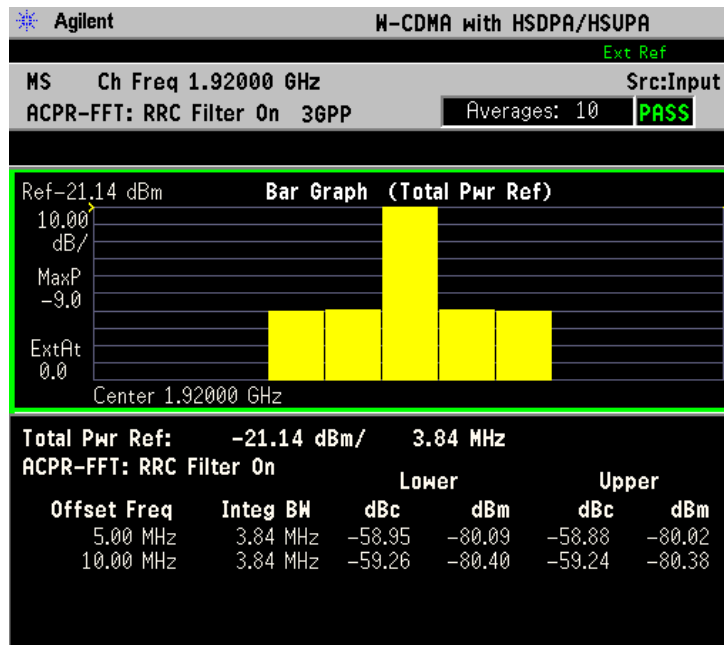 Agilent W-CDMA with HSDPA/HSUPA
Ext Ref
MS Ch Freq 1.92000 GHz Src:Input
ACPR-FFT: RRC Filter On 3GPP Averages: 10 PASS
Ref-21.14 dBm Bar Graph (Total Pwr Ref)
10.00
dB/
MaxP
-9.0
ExtAt
0.0
Center 1.92000 GHz
Total Pwr Ref: -21.14 dBm/ 3.84 MHz
ACPR-FFT: RRC Filter On
Lower Upper
Offset Freq Integ BW dBc dBm dBc dBm
5.00 MHz 3.84 MHz -58.95 -80.09 -58.88 -80.02
10.00 MHz 3.84 MHz -59.26 -80.40 -59.24 -80.38